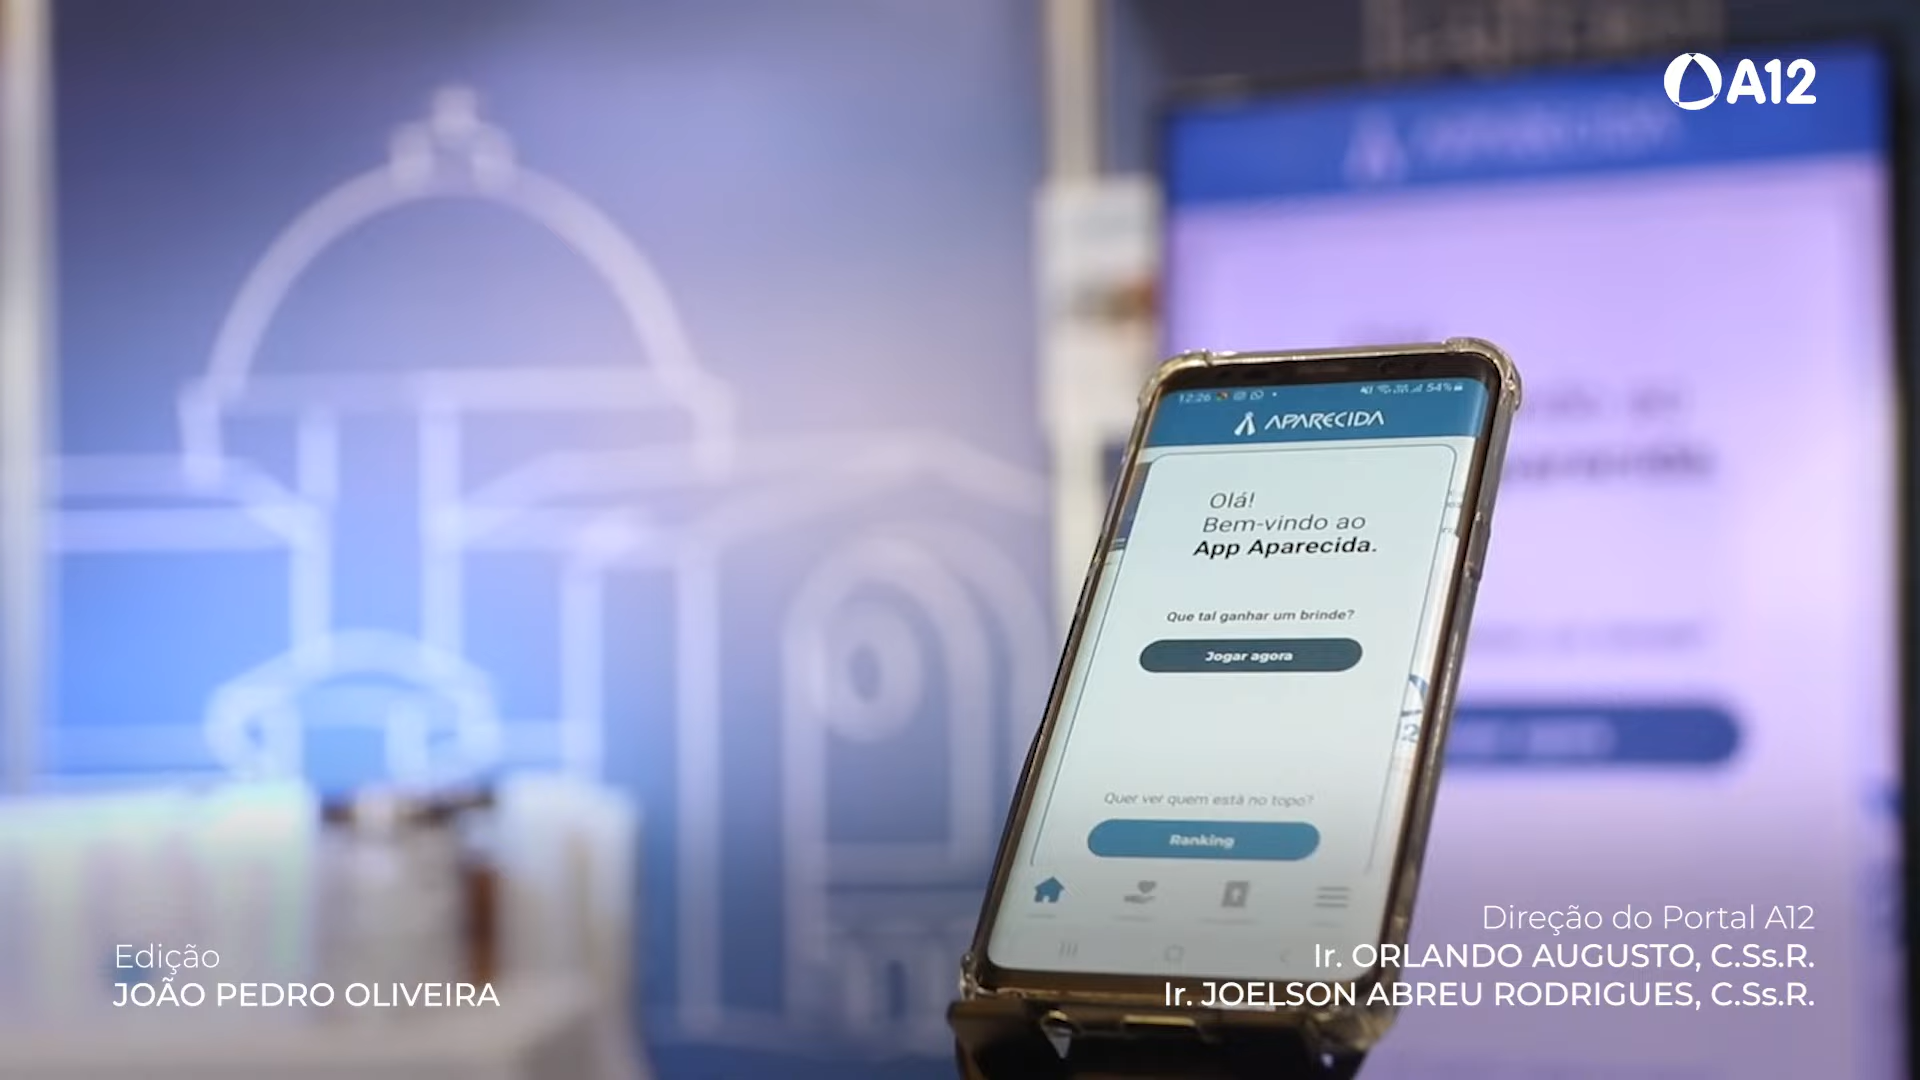 A12
12:26
54%
APARECIDA
Olá!
Bem-vindo ao
App Aparecida.
Que tal ganhar um brinde?
Jogar agora
Quer ver quem está no topo?
Ranking
Edição
JOÃO PEDRO OLIVEIRA
Direção do Portal A12
Ir. ORLANDO AUGUSTO, C.Ss.R.
Ir. JOELSON ABREU RODRIGUES, C.Ss.R.